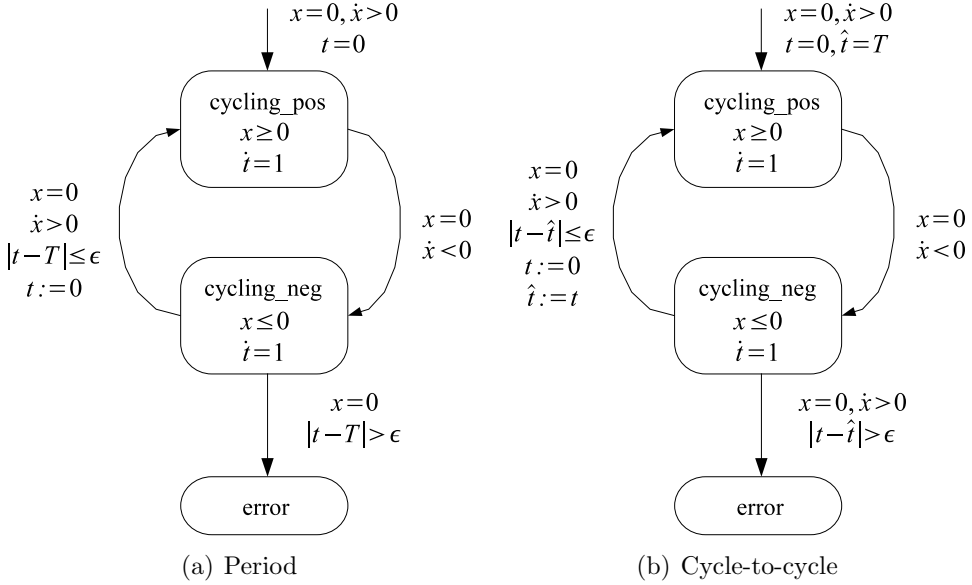 x=0, ẋ>0
t=0
cycling_pos
x≥0
ṫ=1
x=0
ẋ>0
|t−T|≤ϵ
t:=0
x=0
ẋ<0
cycling_neg
x≤0
ṫ=1
x=0
|t−T|>ϵ
error
(a) Period
x=0, ẋ>0
t=0, t̂=T
cycling_pos
x≥0
ṫ=1
x=0
ẋ>0
|t−t̂|≤ϵ
t:=0
t̂:=t
x=0
ẋ<0
cycling_neg
x≤0
ṫ=1
x=0, ẋ>0
|t−t̂|>ϵ
error
(b) Cycle-to-cycle